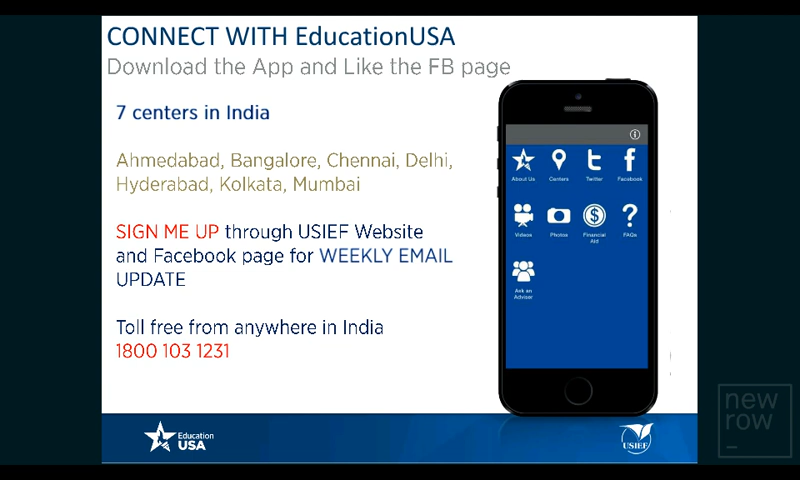 CONNECT WITH EducationUSA
Download the App and Like the FB page
7 centers in India
Ahmedabad, Bangalore, Chennai, Delhi,
Hyderabad, Kolkata, Mumbai
SIGN ME UP through USIEF Website
and Facebook page for WEEKLY EMAIL
UPDATE
Toll free from anywhere in India
1800 103 1231
About Us Centers Twitter Facebook
Videos Photos Financial Aid FAQs
Ask an
Adviser
Education
USA
USIEF
new
row